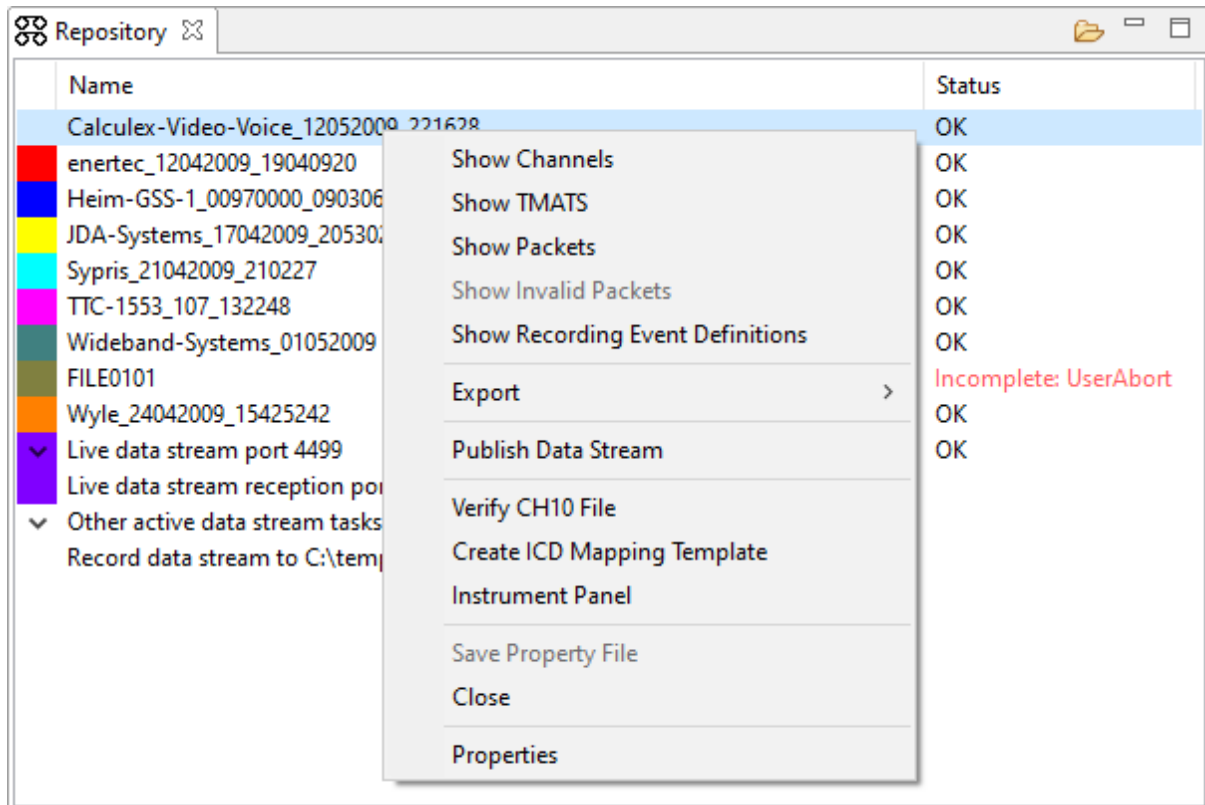 Repository
Name Status
Calculex-Video-Voice_12052009_221628 OK
enertec_12042009_19040920 OK
Heim-GSS-1_00970000_090306 OK
JDA-Systems_17042009_205302 OK
Sypris_21042009_210227 OK
TTC-1553_107_132248 OK
Wideband-Systems_01052009 OK
FILE0101 Incomplete: UserAbort
Wyle_24042009_15425242 OK
Live data stream port 4499 OK
Live data stream reception por
Other active data stream tasks
Record data stream to C:\temp
Show Channels
Show TMATS
Show Packets
Show Invalid Packets
Show Recording Event Definitions
Export
Publish Data Stream
Verify CH10 File
Create ICD Mapping Template
Instrument Panel
Save Property File
Close
Properties